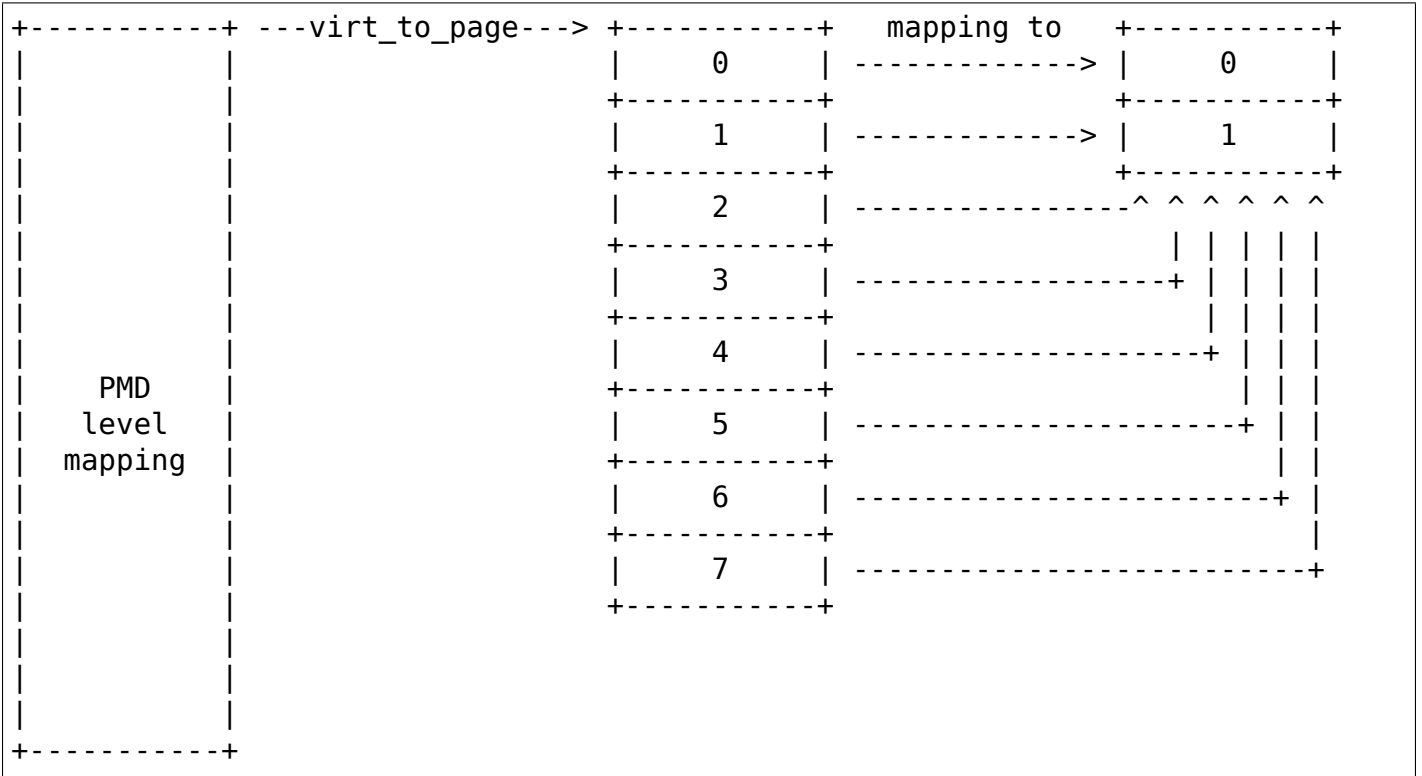 +-----------+ ---virt_to_page---> +-----------+   mapping to   +-----------+
|           |                     |     0     | -------------> |     0     |
|           |                     +-----------+                +-----------+
|           |                     |     1     | -------------> |     1     |
|           |                     +-----------+                +-----------+
|           |                     |     2     | ----------------^ ^ ^ ^ ^ ^
|           |                     +-----------+                   | | | | |
|           |                     |     3     | ------------------+ | | | |
|           |                     +-----------+                     | | | |
|           |                     |     4     | --------------------+ | | |
|    PMD    |                     +-----------+                       | | |
|   level   |                     |     5     | ----------------------+ | |
|  mapping  |                     +-----------+                         | |
|           |                     |     6     | ------------------------+ |
|           |                     +-----------+                           |
|           |                     |     7     | --------------------------+
|           |                     +-----------+
|           |
|           |
|           |
+-----------+